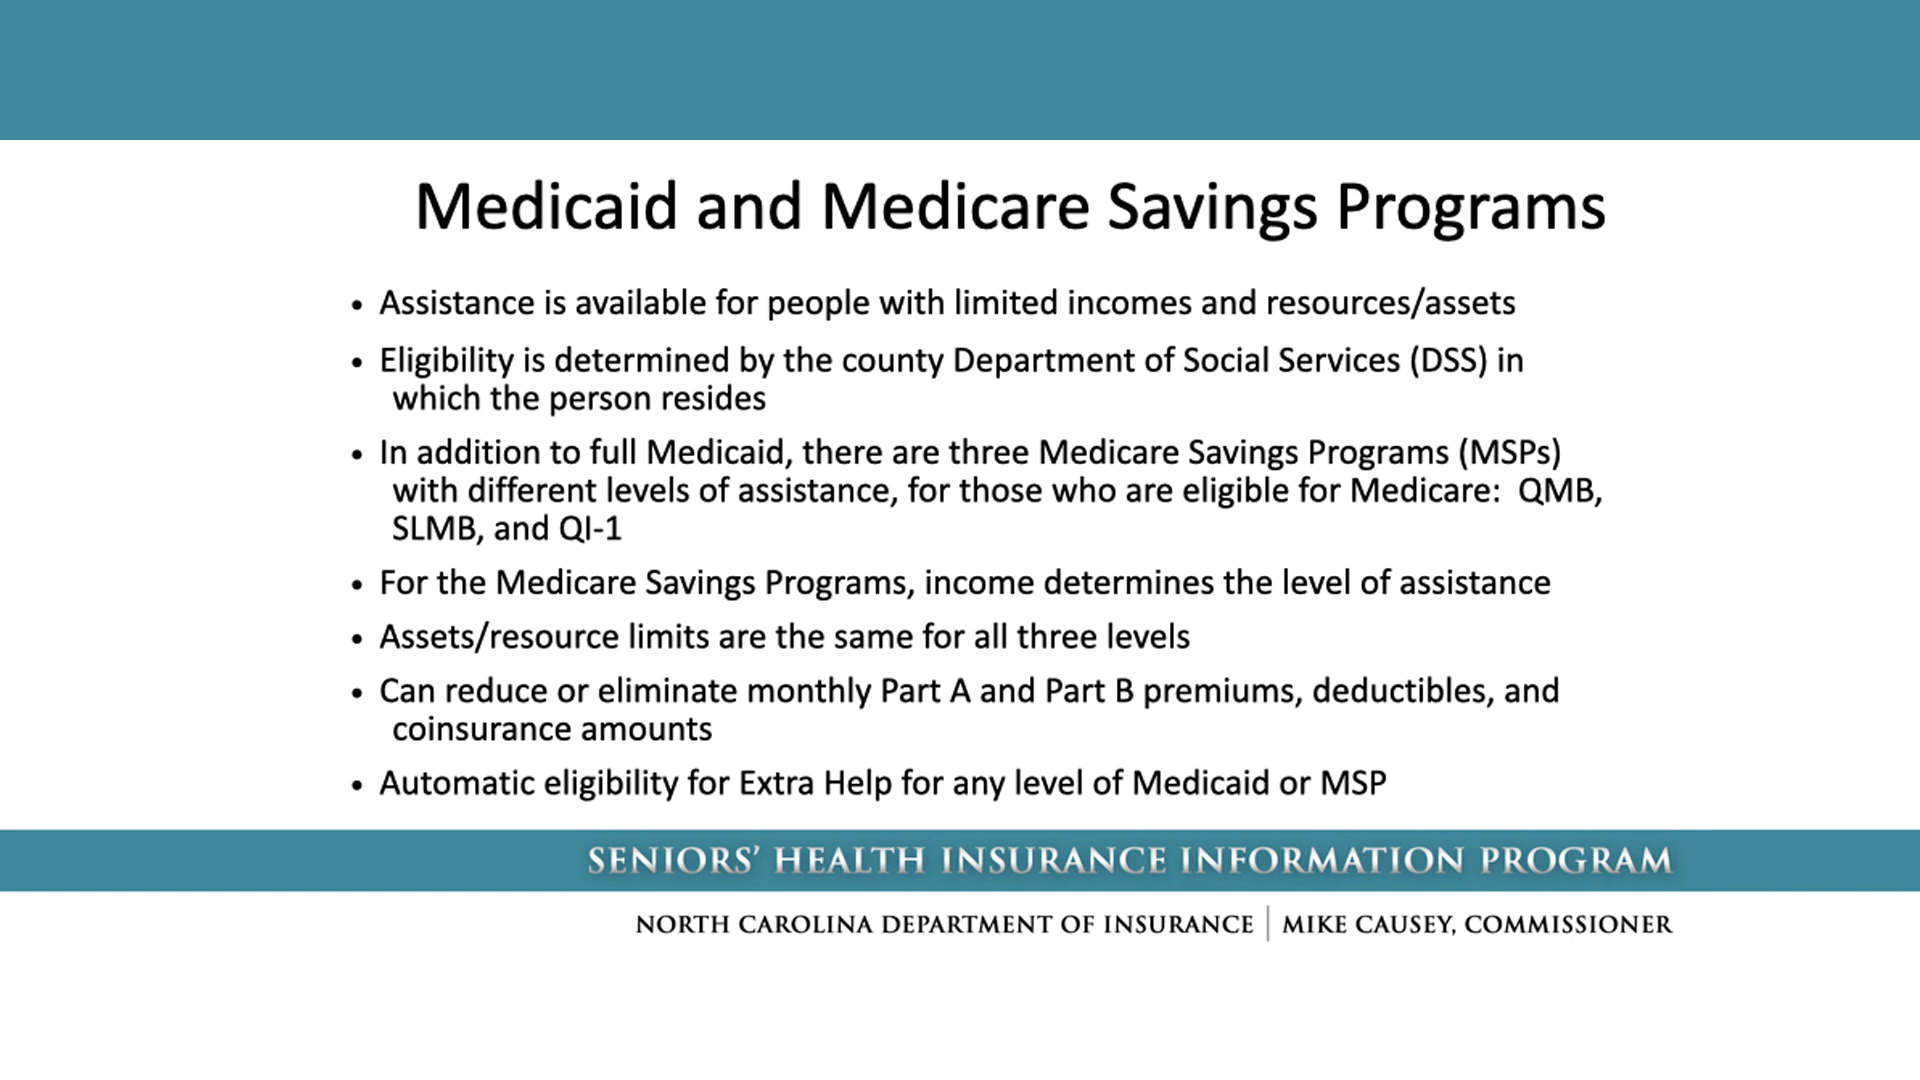 Medicaid and Medicare Savings Programs
• Assistance is available for people with limited incomes and resources/assets
• Eligibility is determined by the county Department of Social Services (DSS) in
which the person resides
• In addition to full Medicaid, there are three Medicare Savings Programs (MSPs)
with different levels of assistance, for those who are eligible for Medicare:  QMB,
SLMB, and QI-1
• For the Medicare Savings Programs, income determines the level of assistance
• Assets/resource limits are the same for all three levels
• Can reduce or eliminate monthly Part A and Part B premiums, deductibles, and
coinsurance amounts
• Automatic eligibility for Extra Help for any level of Medicaid or MSP
SENIORS’ HEALTH INSURANCE INFORMATION PROGRAM
NORTH CAROLINA DEPARTMENT OF INSURANCE | MIKE CAUSEY, COMMISSIONER